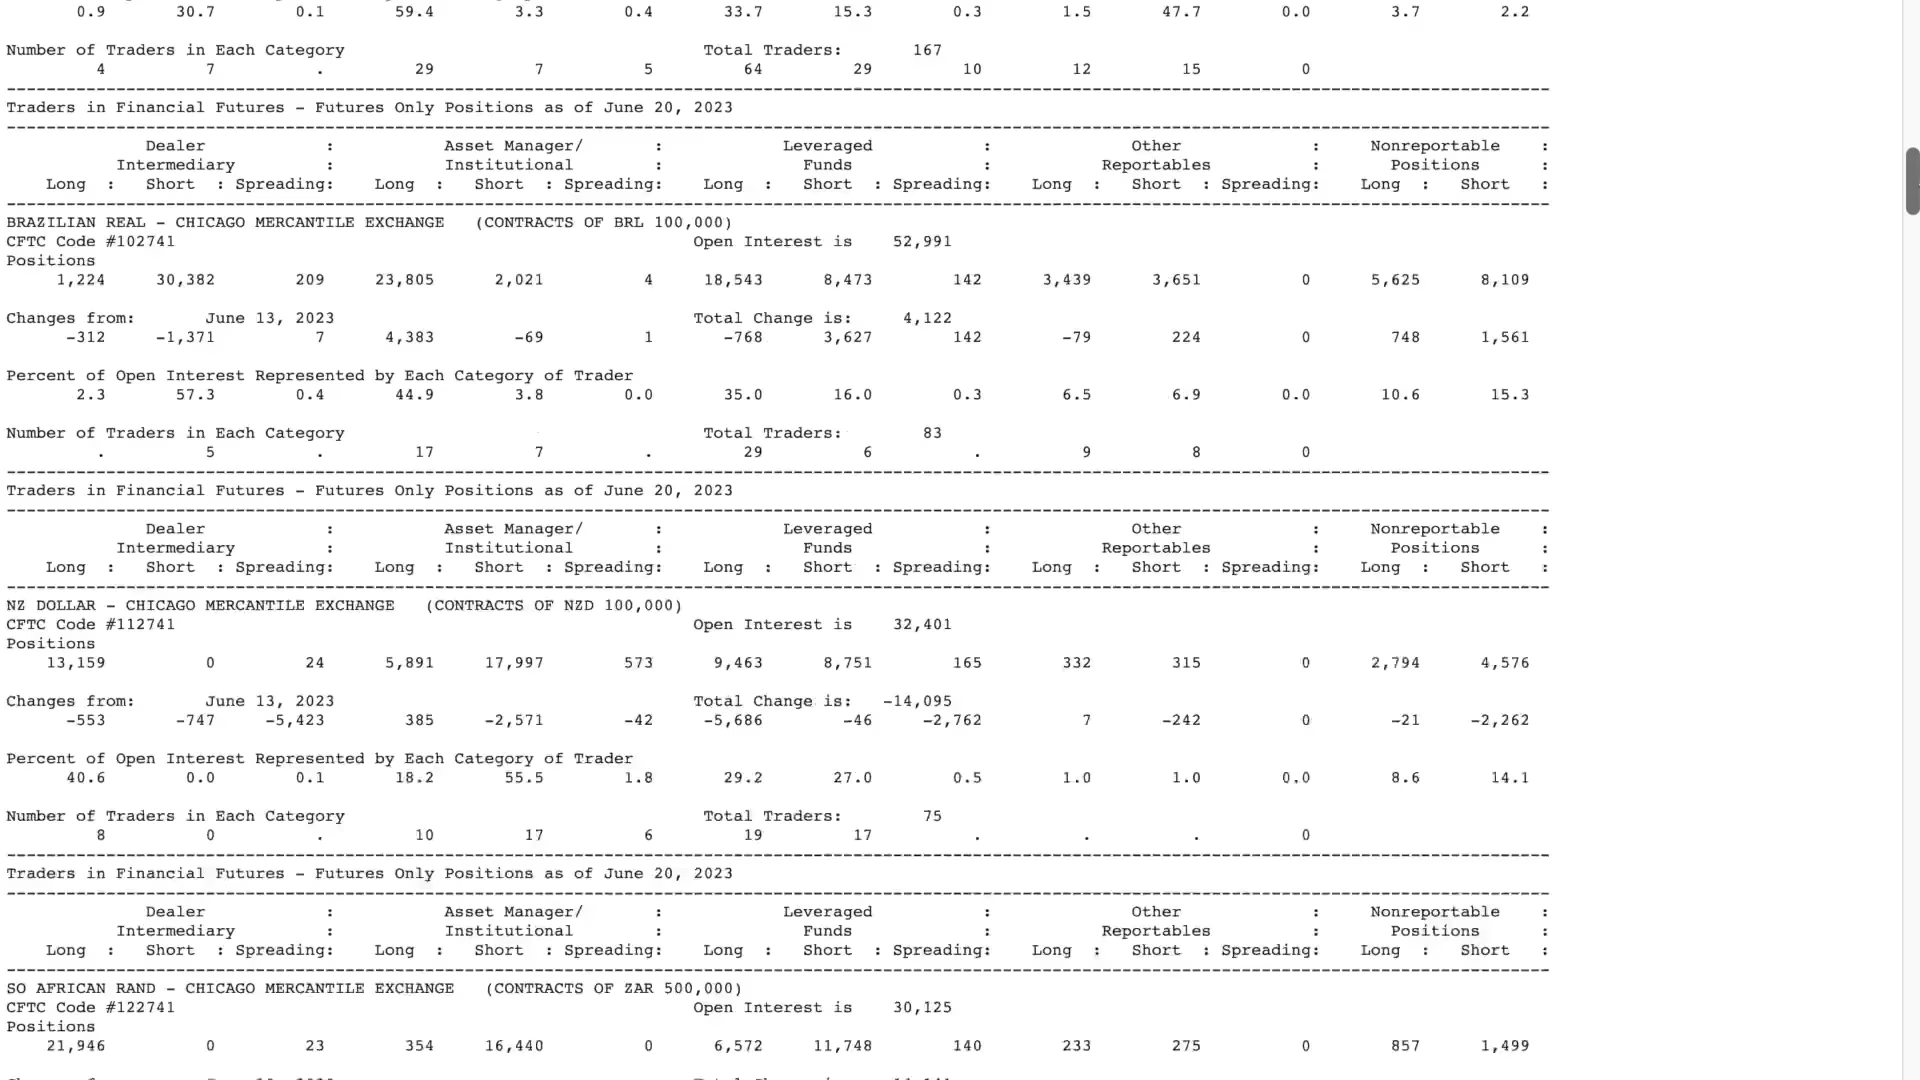 0.9 30.7 0.1 59.4 3.3 0.4 33.7 15.3 0.3 1.5 47.7 0.0 3.7 2.2
Number of Traders in Each Category Total Traders: 167
4 7 . 29 7 5 64 29 10 12 15 0
Traders in Financial Futures - Futures Only Positions as of June 20, 2023
Dealer : Asset Manager/ : Leveraged : Other : Nonreportable :
Intermediary : Institutional : Funds : Reportables : Positions :
Long : Short : Spreading: Long : Short : Spreading: Long : Short : Spreading: Long : Short : Spreading: Long : Short :
BRAZILIAN REAL - CHICAGO MERCANTILE EXCHANGE (CONTRACTS OF BRL 100,000)
CFTC Code #102741 Open Interest is 52,991
Positions
1,224 30,382 209 23,805 2,021 4 18,543 8,473 142 3,439 3,651 0 5,625 8,109
Changes from: June 13, 2023 Total Change is: 4,122
-312 -1,371 7 4,383 -69 1 -768 3,627 142 -79 224 0 748 1,561
Percent of Open Interest Represented by Each Category of Trader
2.3 57.3 0.4 44.9 3.8 0.0 35.0 16.0 0.3 6.5 6.9 0.0 10.6 15.3
Number of Traders in Each Category Total Traders: 83
. 5 . 17 7 . 29 6 . 9 8 0
Traders in Financial Futures - Futures Only Positions as of June 20, 2023
Dealer : Asset Manager/ : Leveraged : Other : Nonreportable :
Intermediary : Institutional : Funds : Reportables : Positions :
Long : Short : Spreading: Long : Short : Spreading: Long : Short : Spreading: Long : Short : Spreading: Long : Short :
NZ DOLLAR - CHICAGO MERCANTILE EXCHANGE (CONTRACTS OF NZD 100,000)
CFTC Code #112741 Open Interest is 32,401
Positions
13,159 0 24 5,891 17,997 573 9,463 8,751 165 332 315 0 2,794 4,576
Changes from: June 13, 2023 Total Change is: -14,095
-553 -747 -5,423 385 -2,571 -42 -5,686 -46 -2,762 7 -242 0 -21 -2,262
Percent of Open Interest Represented by Each Category of Trader
40.6 0.0 0.1 18.2 55.5 1.8 29.2 27.0 0.5 1.0 1.0 0.0 8.6 14.1
Number of Traders in Each Category Total Traders: 75
8 0 . 10 17 6 19 17 . . . 0
Traders in Financial Futures - Futures Only Positions as of June 20, 2023
Dealer : Asset Manager/ : Leveraged : Other : Nonreportable :
Intermediary : Institutional : Funds : Reportables : Positions :
Long : Short : Spreading: Long : Short : Spreading: Long : Short : Spreading: Long : Short : Spreading: Long : Short :
SO AFRICAN RAND - CHICAGO MERCANTILE EXCHANGE (CONTRACTS OF ZAR 500,000)
CFTC Code #122741 Open Interest is 30,125
Positions
21,946 0 23 354 16,440 0 6,572 11,748 140 233 275 0 857 1,499